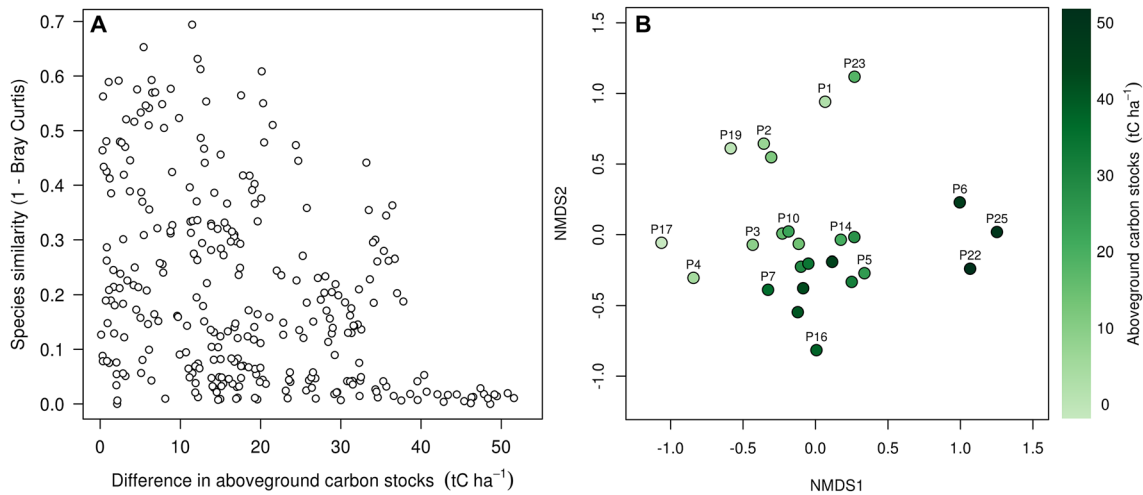 A
0.7
0.6
0.5
0.4
0.3
0.2
0.1
0.0
Species similarity (1 - Bray Curtis)
0 10 20 30 40 50
Difference in aboveground carbon stocks (tC ha⁻¹)
B
1.5
1.0
0.5
0.0
-0.5
-1.0
NMDS2
P23
P1
P19
P2
P6
P25
P17
P3
P10
P14
P22
P4
P7
P5
P16
-1.0 -0.5 0.0 0.5 1.0 1.5
NMDS1
50
40
30
20
10
0
Aboveground carbon stocks (tC ha⁻¹)